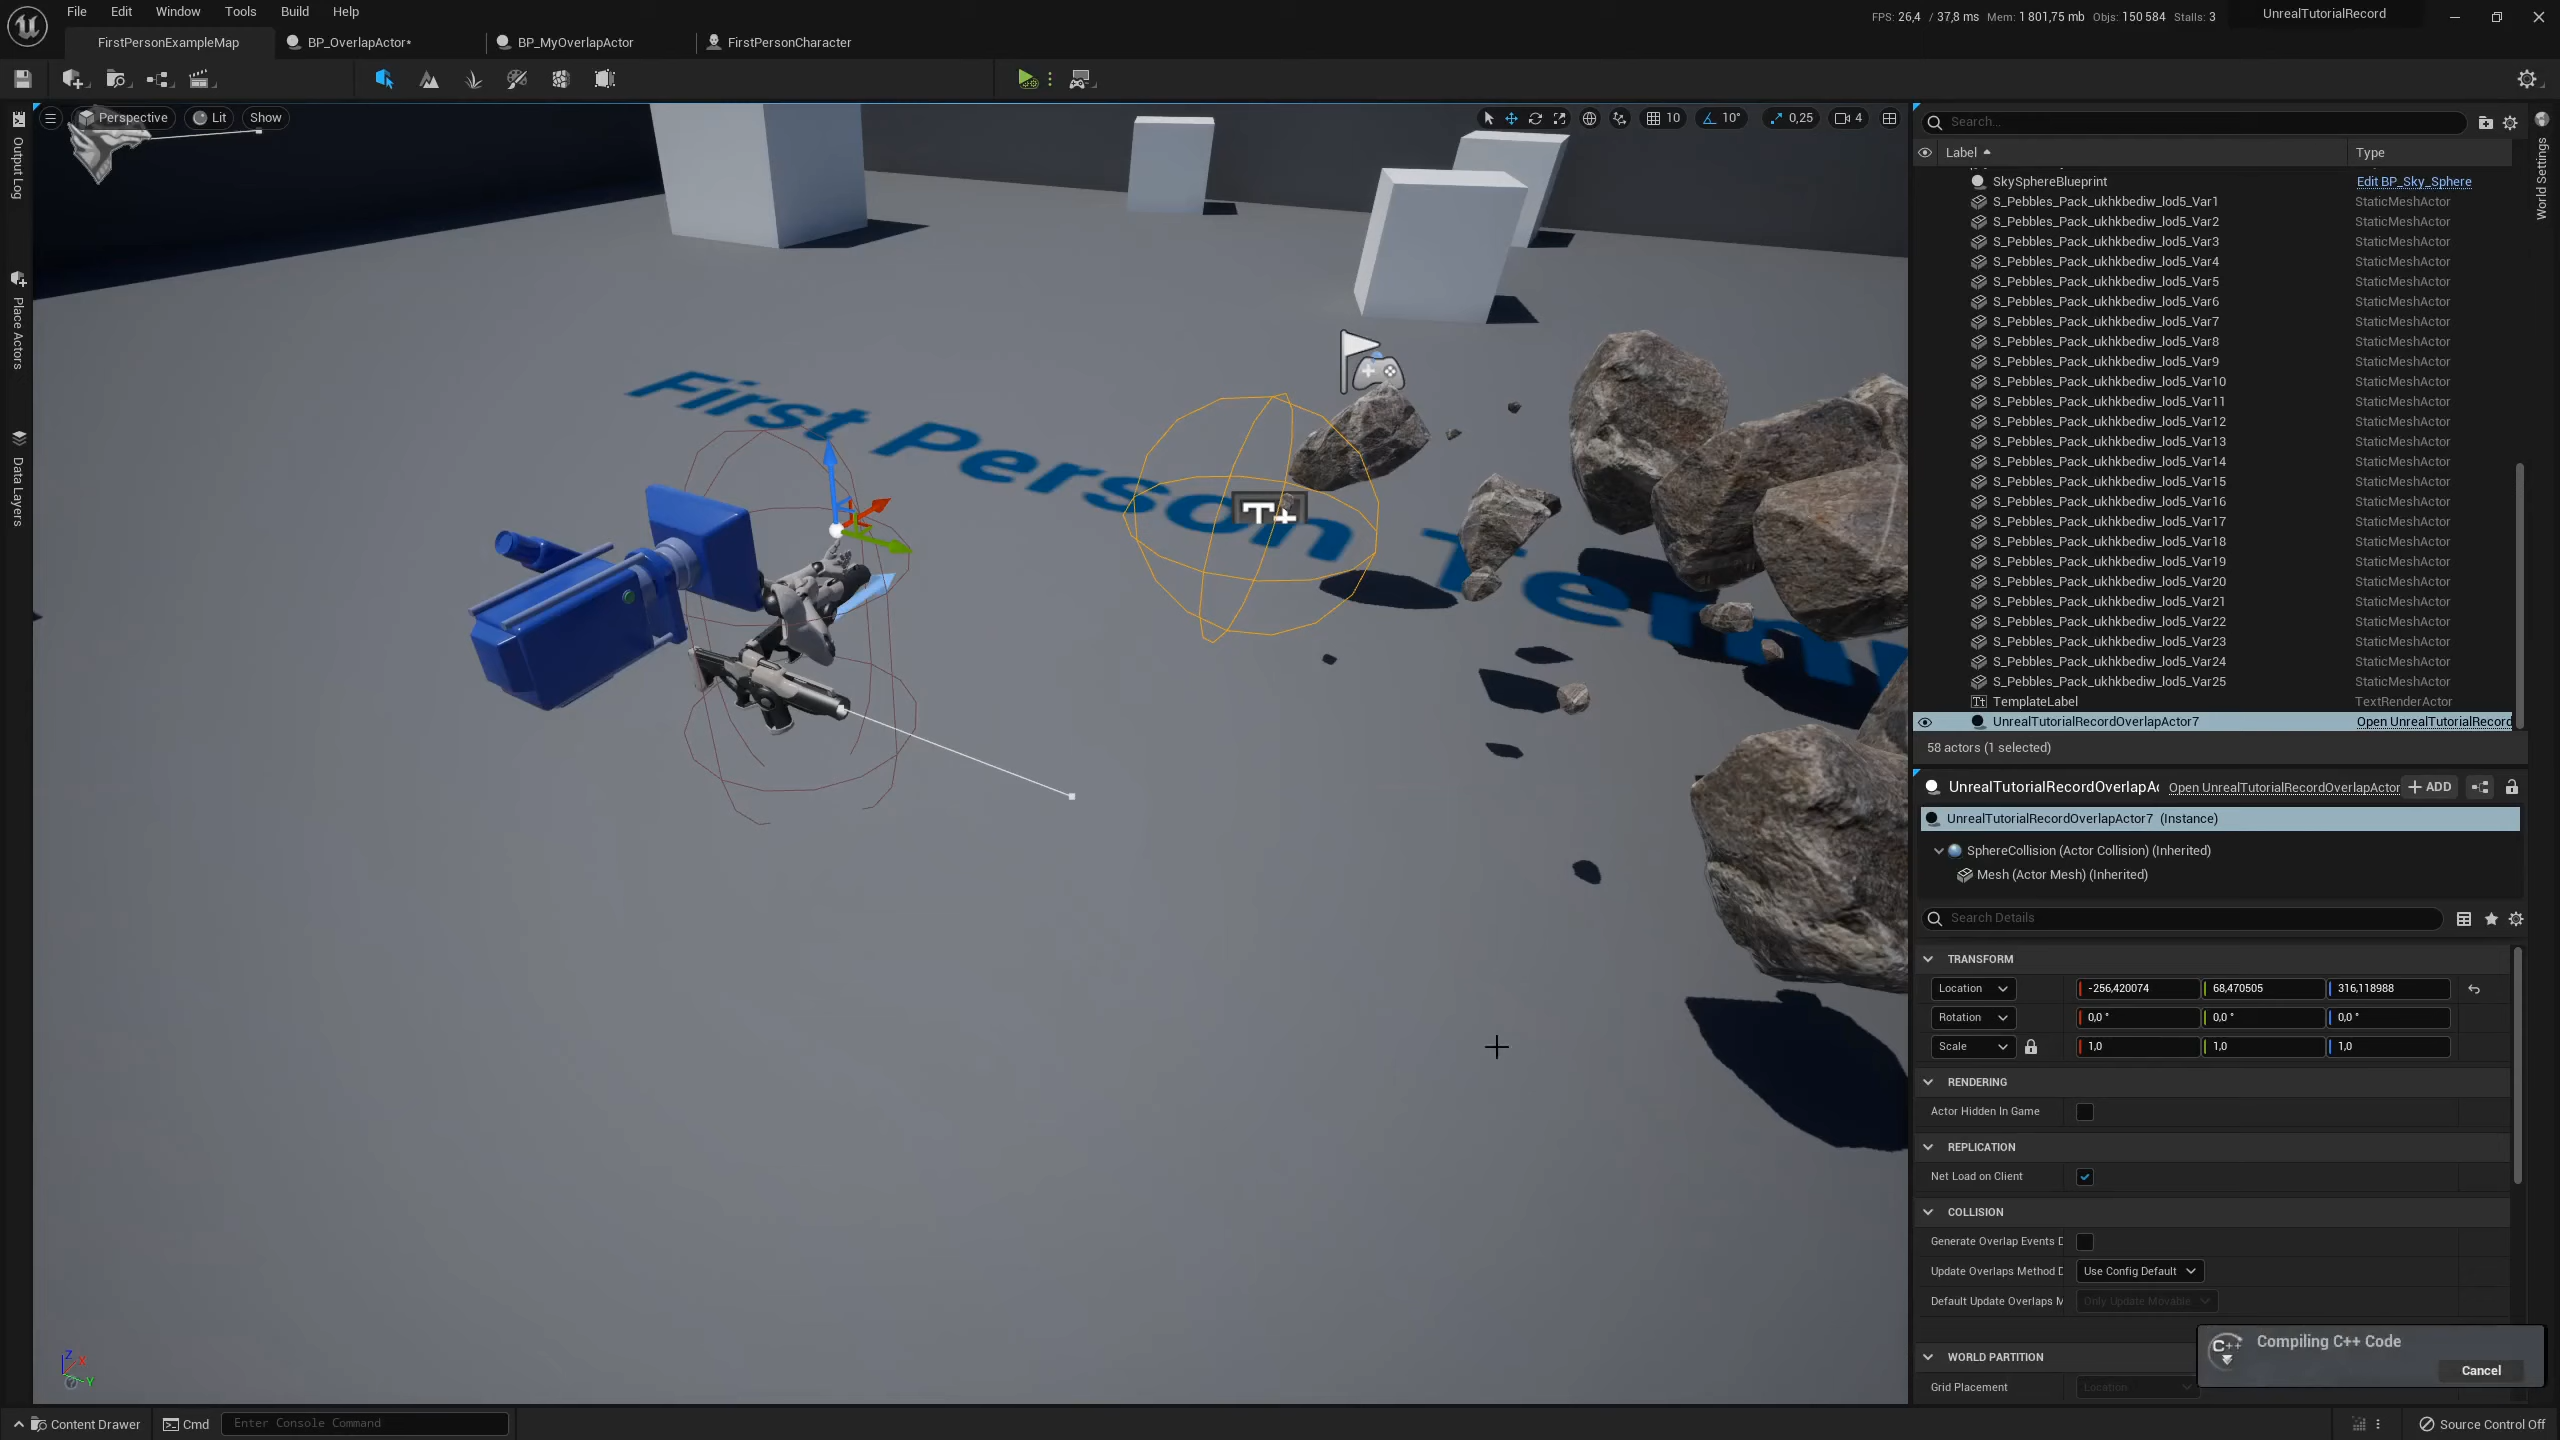 File Edit Window Tools Build Help
FPS: 26,4 / 37,8 ms Mem: 1 801,75 mb Objs: 150 584 Stalls: 3
UnrealTutorialRecord
FirstPersonExampleMap
BP_OverlapActor*
BP_MyOverlapActor
FirstPersonCharacter
Output Log
Place Actors
Data Layers
Perspective
Lit
Show
10
10°
0,25
4
First Person Temp
T+
Search...
World Settings
Label
Type
SkySphereBlueprint Edit BP_Sky_Sphere
S_Pebbles_Pack_ukhkbediw_lod5_Var1 StaticMeshActor
S_Pebbles_Pack_ukhkbediw_lod5_Var2 StaticMeshActor
S_Pebbles_Pack_ukhkbediw_lod5_Var3 StaticMeshActor
S_Pebbles_Pack_ukhkbediw_lod5_Var4 StaticMeshActor
S_Pebbles_Pack_ukhkbediw_lod5_Var5 StaticMeshActor
S_Pebbles_Pack_ukhkbediw_lod5_Var6 StaticMeshActor
S_Pebbles_Pack_ukhkbediw_lod5_Var7 StaticMeshActor
S_Pebbles_Pack_ukhkbediw_lod5_Var8 StaticMeshActor
S_Pebbles_Pack_ukhkbediw_lod5_Var9 StaticMeshActor
S_Pebbles_Pack_ukhkbediw_lod5_Var10 StaticMeshActor
S_Pebbles_Pack_ukhkbediw_lod5_Var11 StaticMeshActor
S_Pebbles_Pack_ukhkbediw_lod5_Var12 StaticMeshActor
S_Pebbles_Pack_ukhkbediw_lod5_Var13 StaticMeshActor
S_Pebbles_Pack_ukhkbediw_lod5_Var14 StaticMeshActor
S_Pebbles_Pack_ukhkbediw_lod5_Var15 StaticMeshActor
S_Pebbles_Pack_ukhkbediw_lod5_Var16 StaticMeshActor
S_Pebbles_Pack_ukhkbediw_lod5_Var17 StaticMeshActor
S_Pebbles_Pack_ukhkbediw_lod5_Var18 StaticMeshActor
S_Pebbles_Pack_ukhkbediw_lod5_Var19 StaticMeshActor
S_Pebbles_Pack_ukhkbediw_lod5_Var20 StaticMeshActor
S_Pebbles_Pack_ukhkbediw_lod5_Var21 StaticMeshActor
S_Pebbles_Pack_ukhkbediw_lod5_Var22 StaticMeshActor
S_Pebbles_Pack_ukhkbediw_lod5_Var23 StaticMeshActor
S_Pebbles_Pack_ukhkbediw_lod5_Var24 StaticMeshActor
S_Pebbles_Pack_ukhkbediw_lod5_Var25 StaticMeshActor
TemplateLabel TextRenderActor
UnrealTutorialRecordOverlapActor7 Open UnrealTutorialRecord
58 actors (1 selected)
UnrealTutorialRecordOverlapA Open UnrealTutorialRecordOverlapActor + ADD
UnrealTutorialRecordOverlapActor7 (Instance)
SphereCollision (Actor Collision) (Inherited)
Mesh (Actor Mesh) (Inherited)
Search Details
TRANSFORM
Location -256,420074 68,470505 316,118988
Rotation 0,0 ° 0,0 ° 0,0 °
Scale 1,0 1,0 1,0
RENDERING
Actor Hidden In Game
REPLICATION
Net Load on Client
COLLISION
Generate Overlap Events D
Update Overlaps Method D Use Config Default
Default Update Overlaps M Only Update Movable
WORLD PARTITION
Grid Placement Location
C++ Compiling C++ Code
Cancel
Z X Y
Content Drawer
Cmd
Enter Console Command
Source Control Off